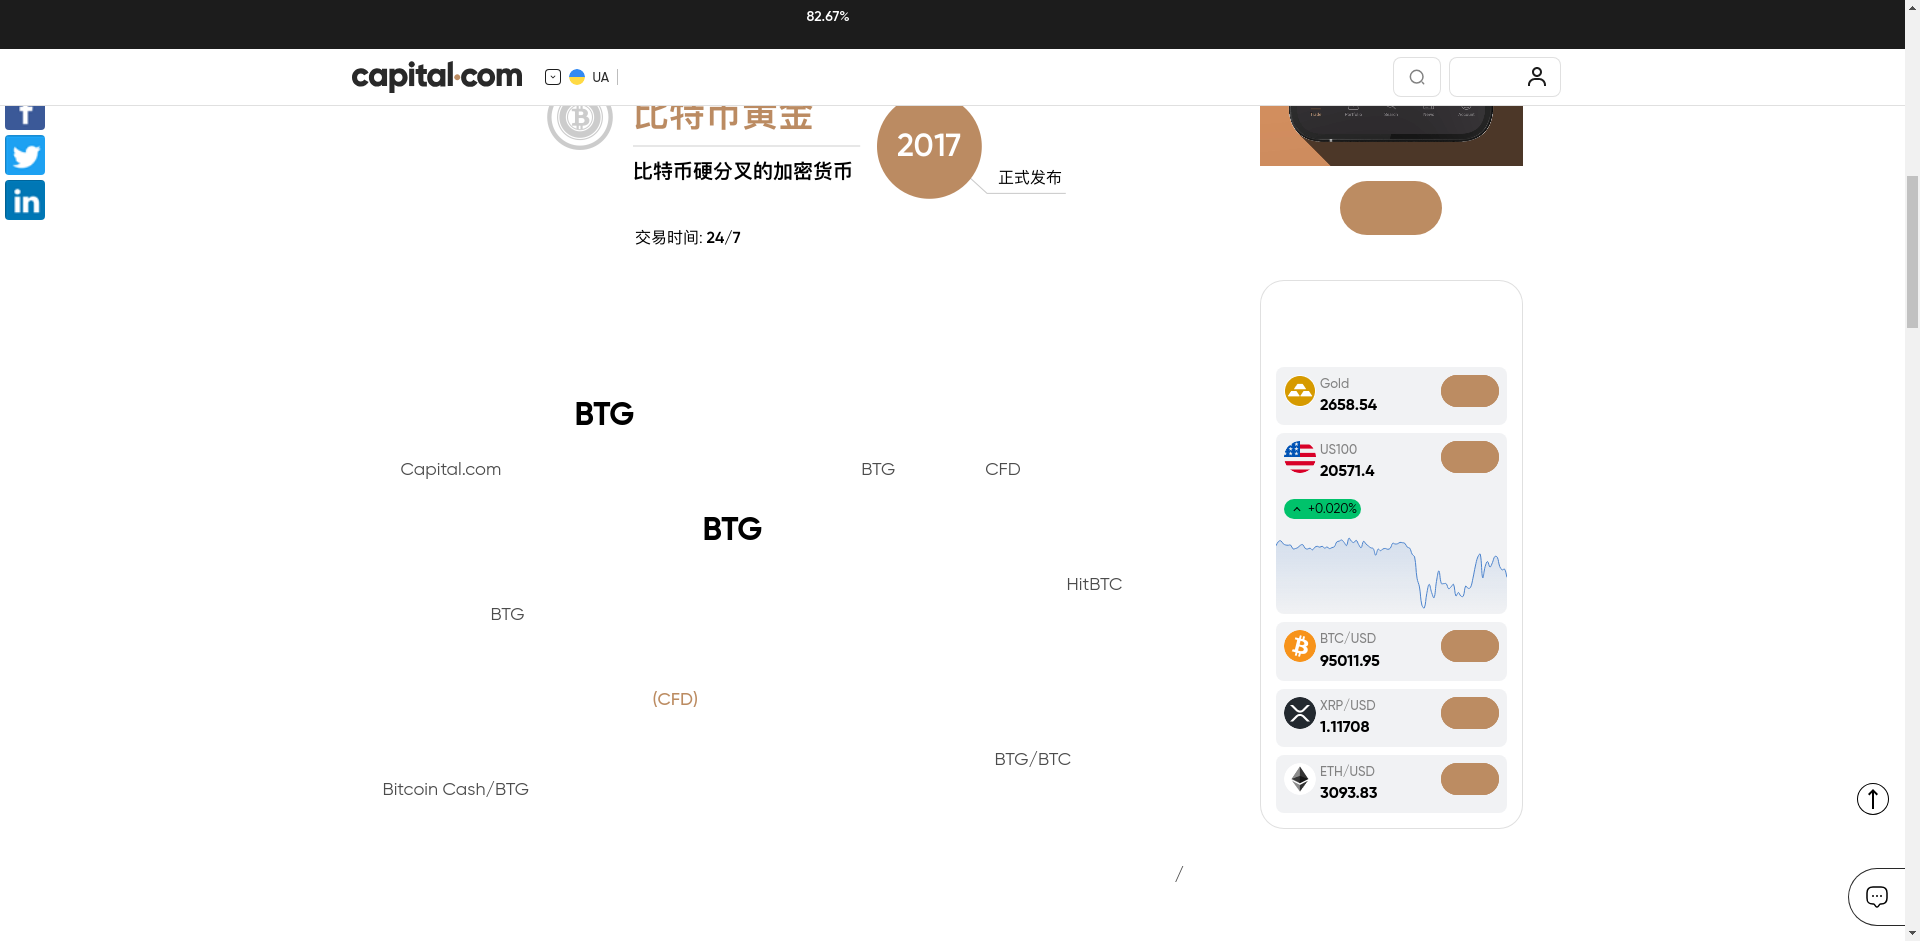 82.67%
capital.com
UA
比特币黄金
2017
比特币硬分叉的加密货币
正式发布
交易时间: 24/7
BTG
Capital.com BTG CFD
BTG
HitBTC
BTG
(CFD)
BTG/BTC
Bitcoin Cash/BTG
/
Gold
2658.54
US100
20571.4
+0.020%
BTC/USD
95011.95
XRP/USD
1.11708
ETH/USD
3093.83